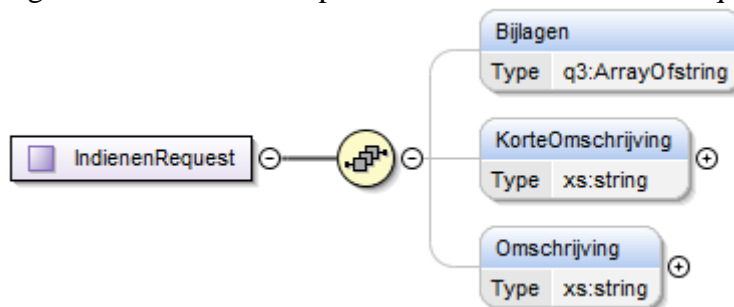 Bijlagen
Type q3:ArrayOfstring
IndienenRequest
KorteOmschrijving
Type xs:string
Omschrijving
Type xs:string